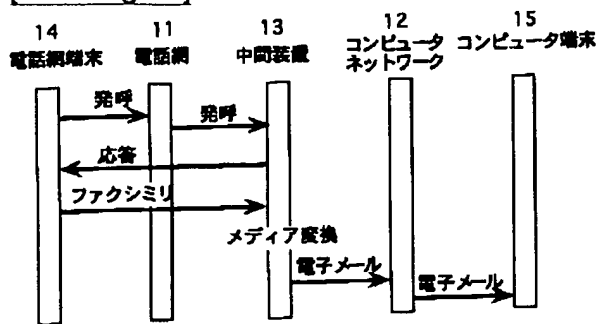 14 11 13 12 15
電話網端末 電話網 中間装置 コンピュータ コンピュータ端末
ネットワーク
発呼
発呼
応答
ファクシミリ
メディア変換
電子メール
電子メール